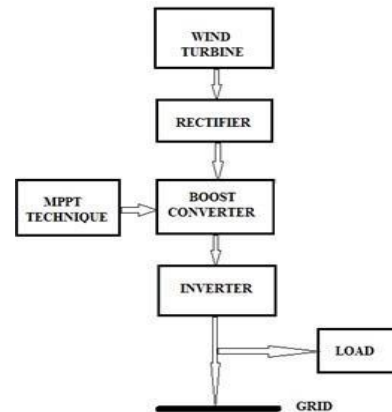 WIND
TURBINE
RECTIFIER
MPPT
TECHNIQUE
BOOST
CONVERTER
INVERTER
LOAD
GRID